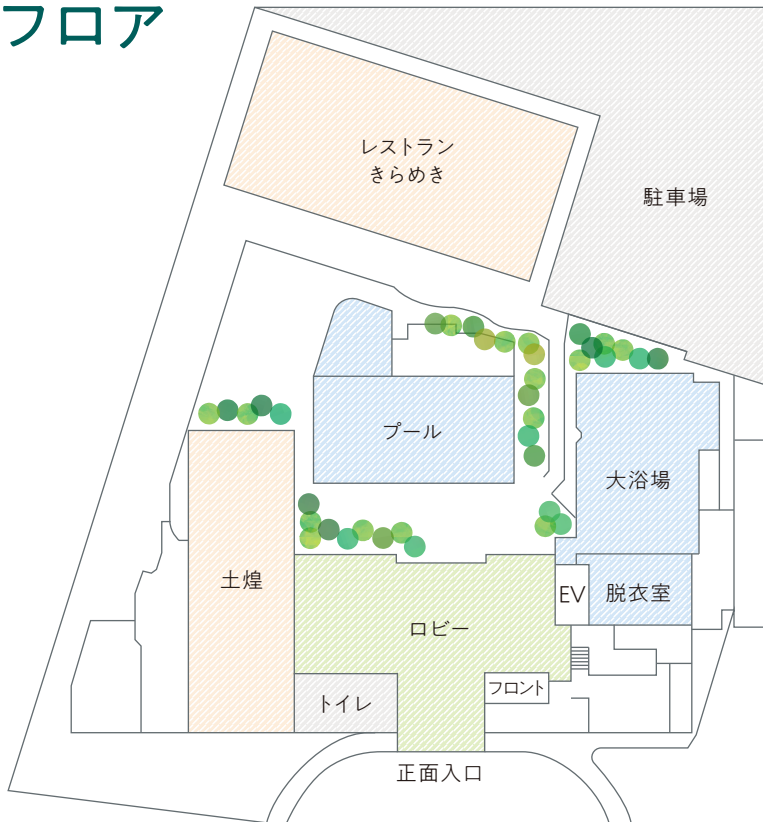 フロア
レストラン
きらめき
駐車場
プール
大浴場
土煌
EV
脱衣室
ロビー
フロント
トイレ
正面入口